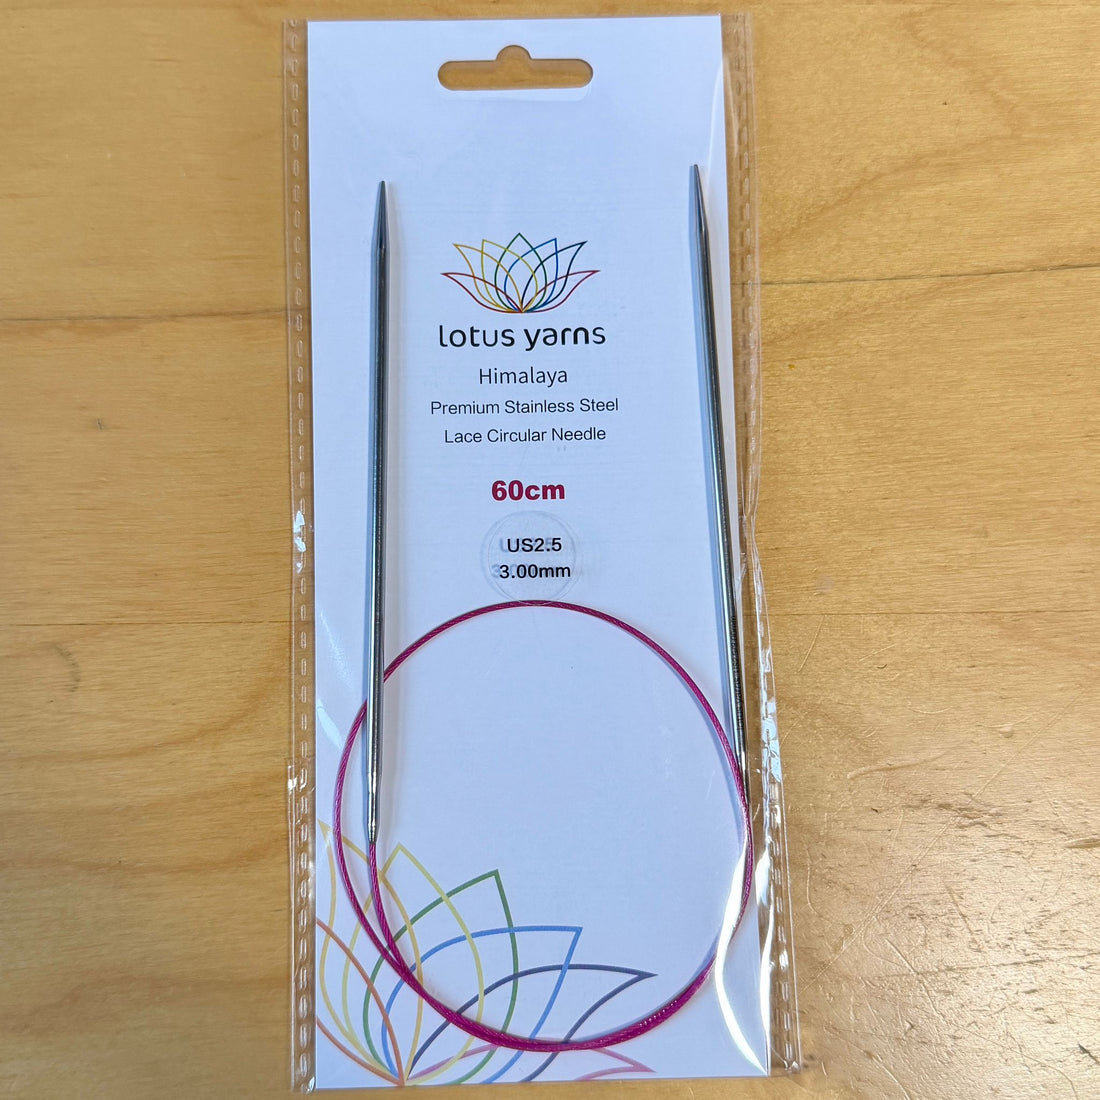 lotus yarns
Himalaya
Premium Stainless Steel
Lace Circular Needle
60cm
US2.5
3.00mm